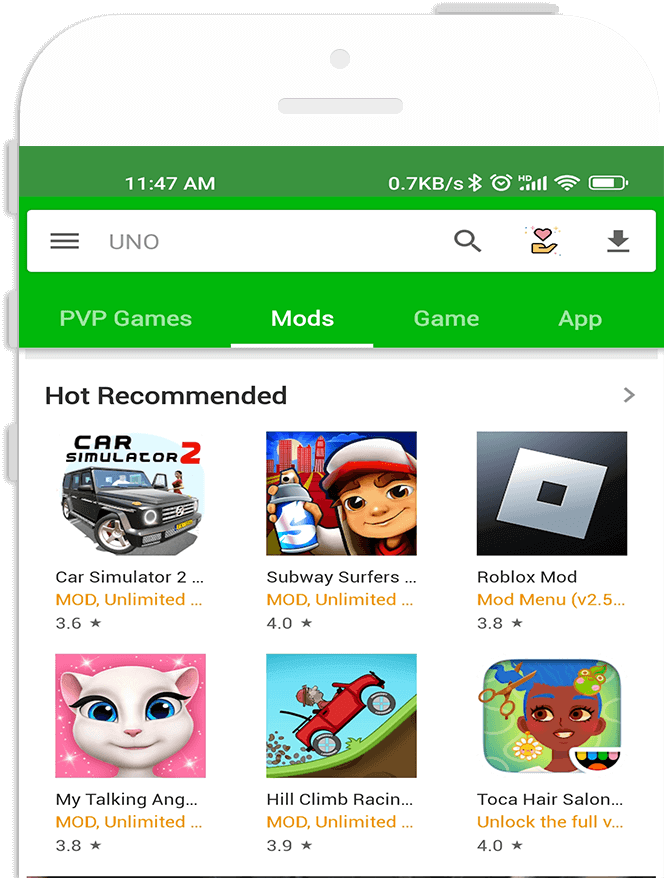 11:47 AM 0.7KB/s HD
UNO
PVP Games Mods Game App
Hot Recommended
CAR
SIMULATOR 2
S
Car Simulator 2 ... Subway Surfers ... Roblox Mod
MOD, Unlimited ... MOD, Unlimited ... Mod Menu (v2.5...
3.6 ★ 4.0 ★ 3.8 ★
My Talking Ang... Hill Climb Racin... Toca Hair Salon...
MOD, Unlimited ... MOD, Unlimited ... Unlock the full v...
3.8 ★ 3.9 ★ 4.0 ★